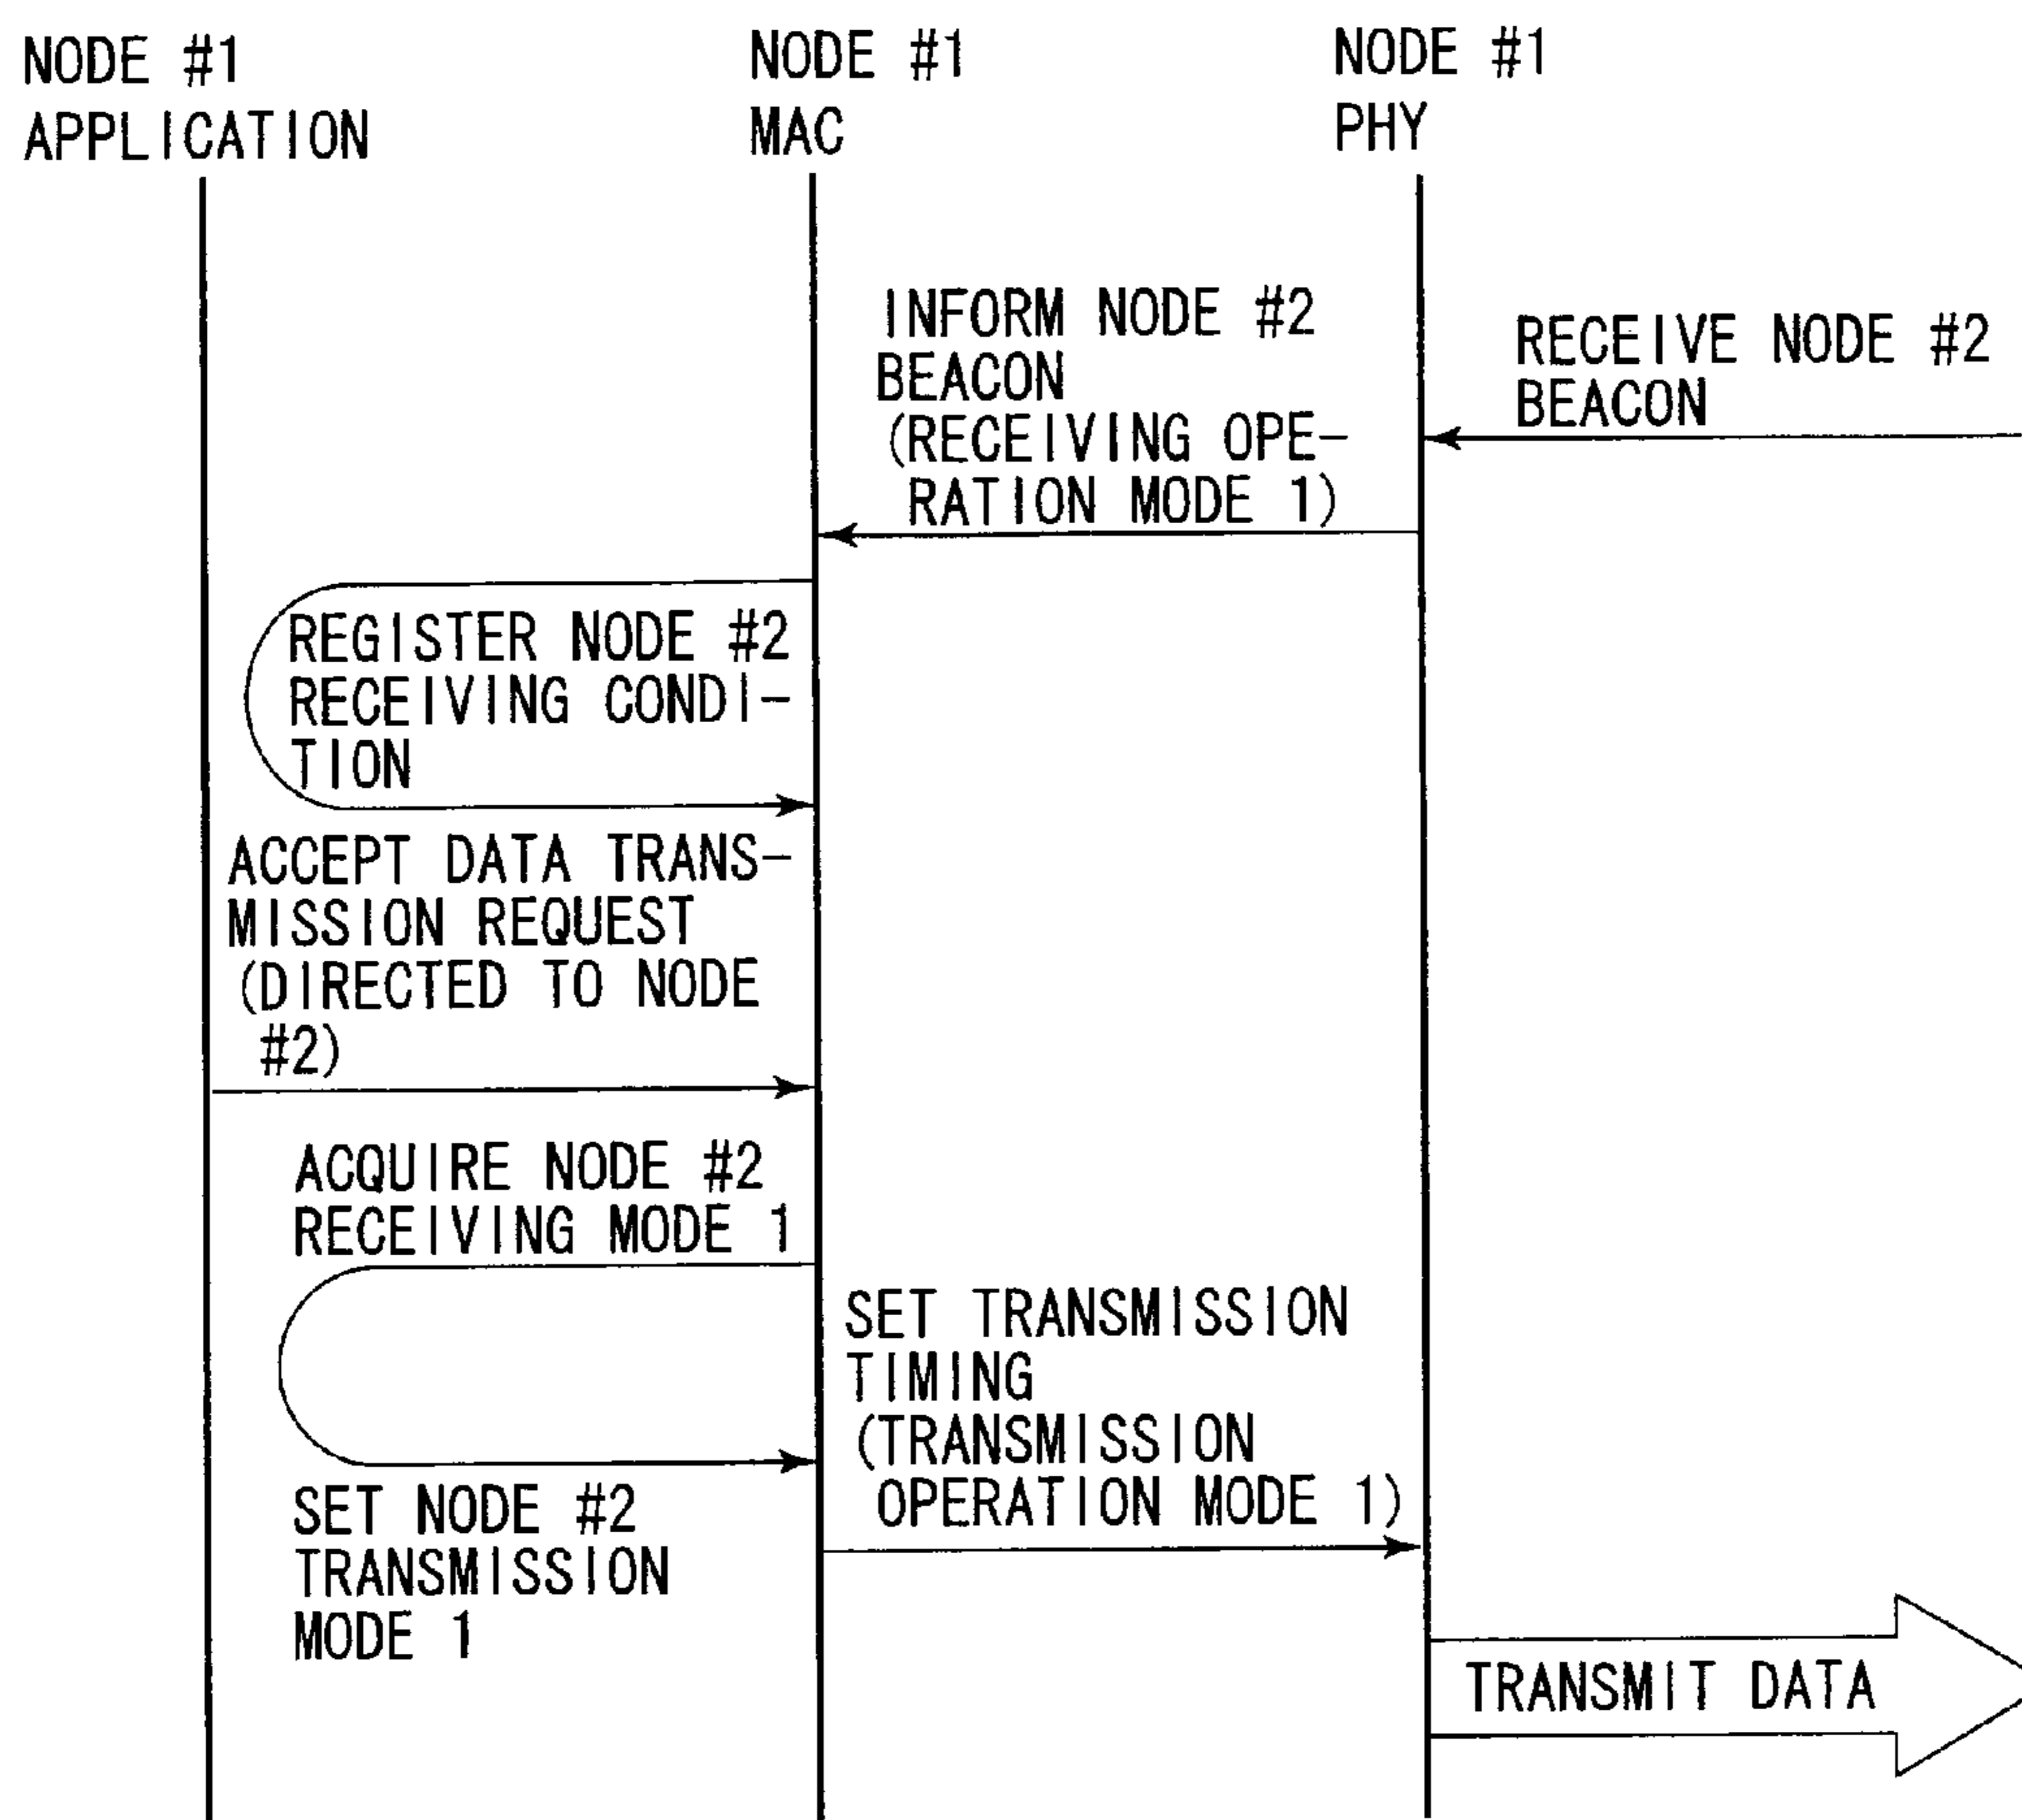 NODE #1
APPLICATION
NODE #1
MAC
NODE #1
PHY
RECEIVE NODE #2
BEACON
INFORM NODE #2
BEACON
(RECEIVING OPE-
RATION MODE 1)
REGISTER NODE #2
RECEIVING CONDI-
TION
ACCEPT DATA TRANS-
MISSION REQUEST
(DIRECTED TO NODE
#2)
ACQUIRE NODE #2
RECEIVING MODE 1
SET NODE #2
TRANSMISSION
MODE 1
SET TRANSMISSION
TIMING
(TRANSMISSION
OPERATION MODE 1)
TRANSMIT DATA